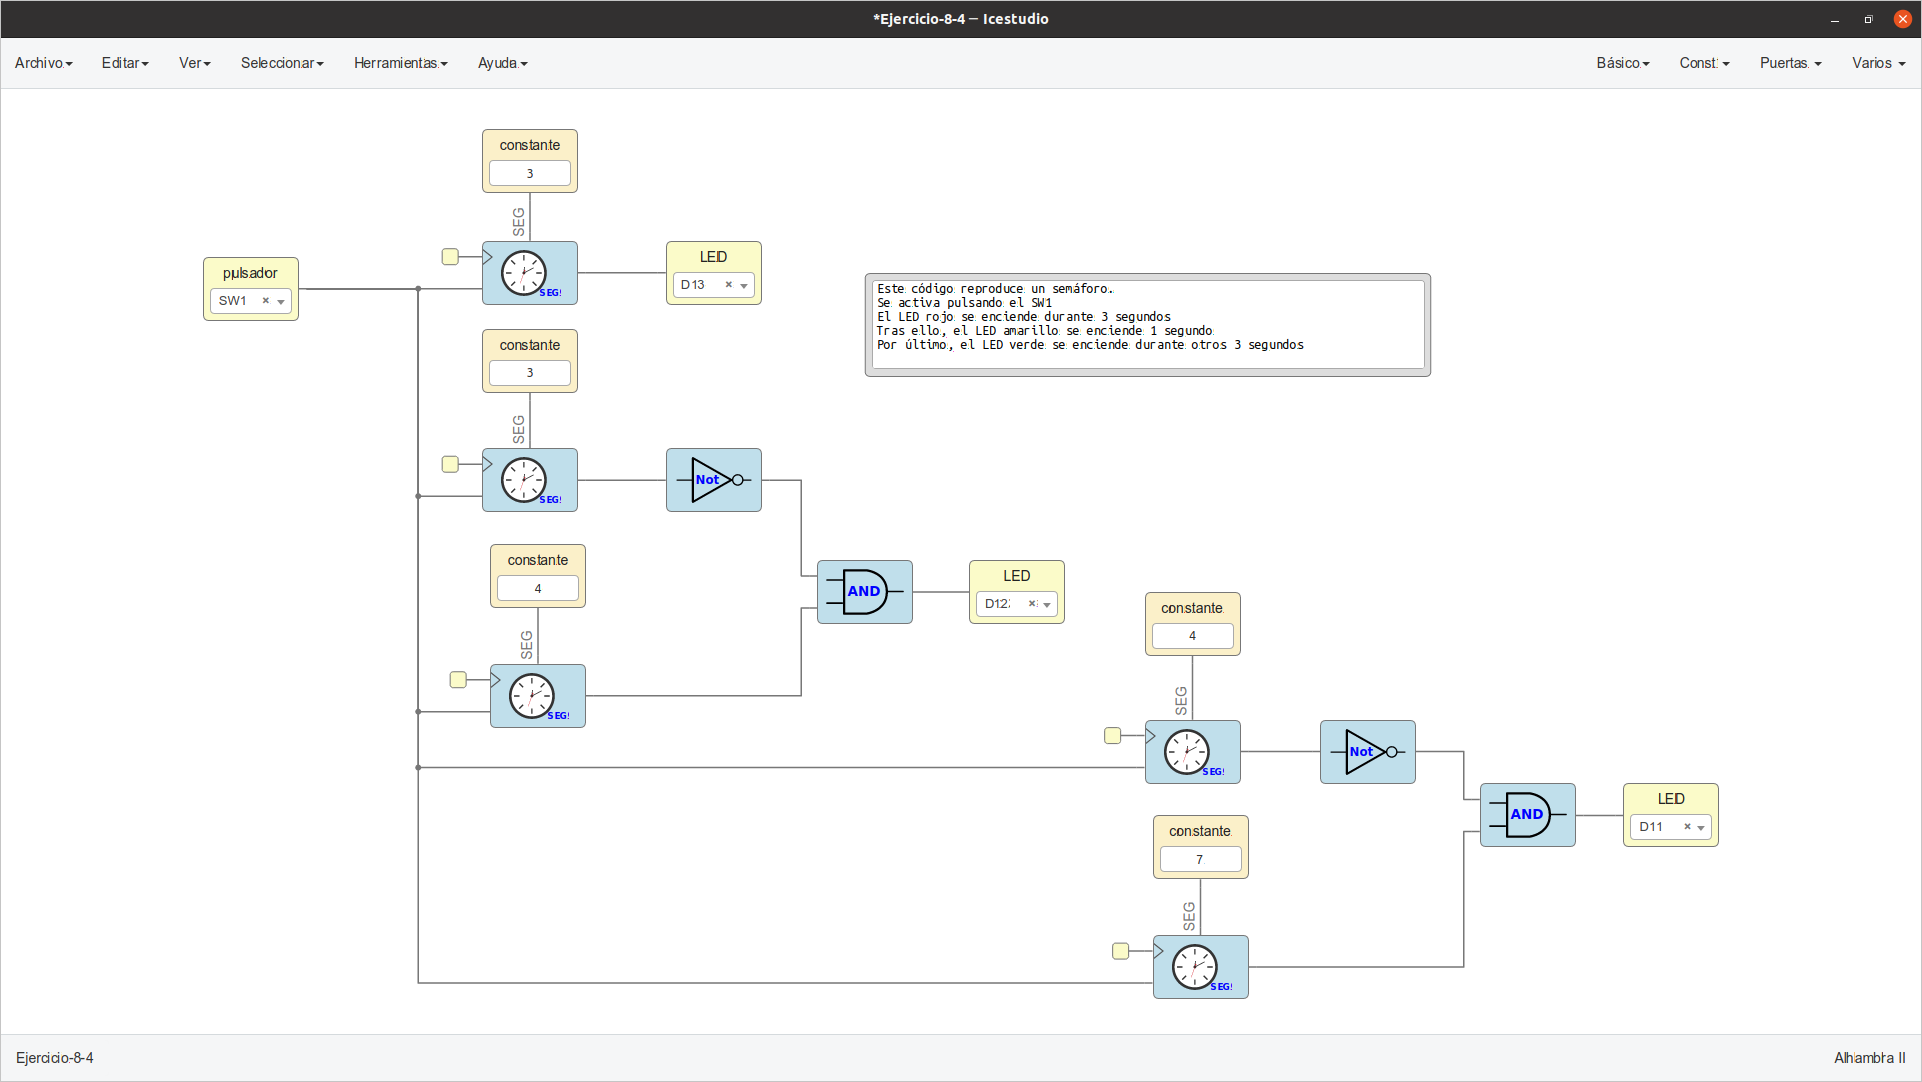 *Ejercicio-8-4 — Icestudio
Archivo Editar Ver Seleccionar Herramientas Ayuda Básico Const Puertas Varios
constante
3
SEG
pulsador
SW1
SEG
LED
D13
Este código reproduce un semáforo.
Se activa pulsando el SW1
El LED rojo se enciende durante 3 segundos
Tras ello, el LED amarillo se enciende 1 segundo
Por último, el LED verde se enciende durante otros 3 segundos
constante
3
SEG
SEG
Not
constante
4
SEG
SEG
AND
LED
D12
constante
4
SEG
SEG
Not
constante
7
SEG
SEG
AND
LED
D11
Ejercicio-8-4
Alhambra II